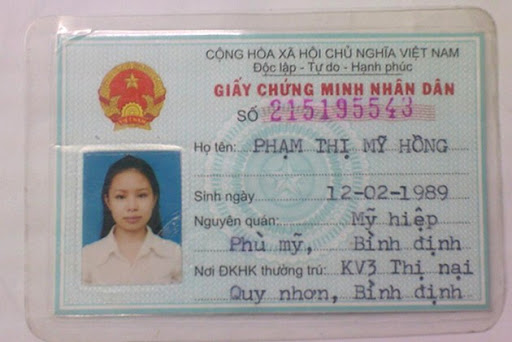 CỘNG HÒA XÃ HỘI CHỦ NGHĨA VIỆT NAM
Độc lập - Tự do - Hạnh phúc
GIẤY CHỨNG MINH NHÂN DÂN
SỐ 215195543
Họ tên: PHẠM THỊ MỸ HỒNG
Sinh ngày 12-02-1989
Nguyên quán: Mỹ hiệp
Phù mỹ, Bình định
Nơi ĐKHK thường trú: KV3 Thị nại
Quy nhơn, Bình định